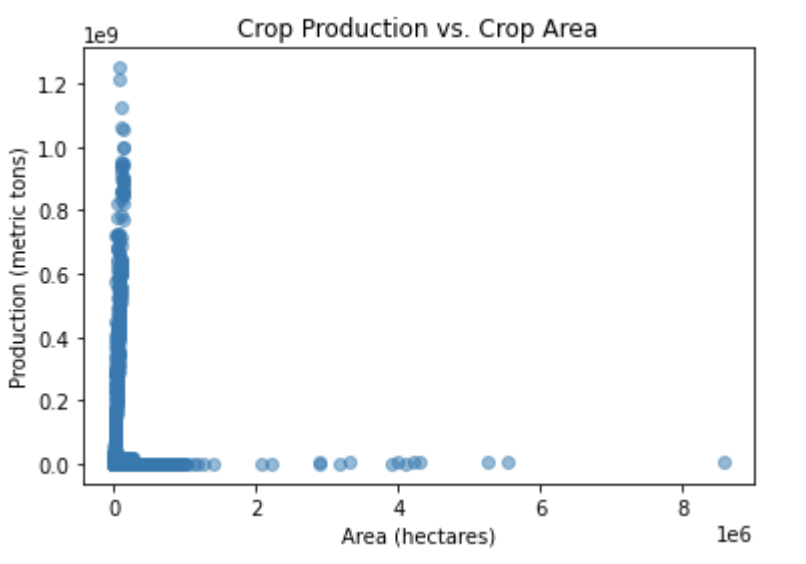 Crop Production vs. Crop Area
1e9
1.2
1.0
0.8
0.6
0.4
0.2
0.0
Production (metric tons)
0 2 4 6 8
1e6
Area (hectares)